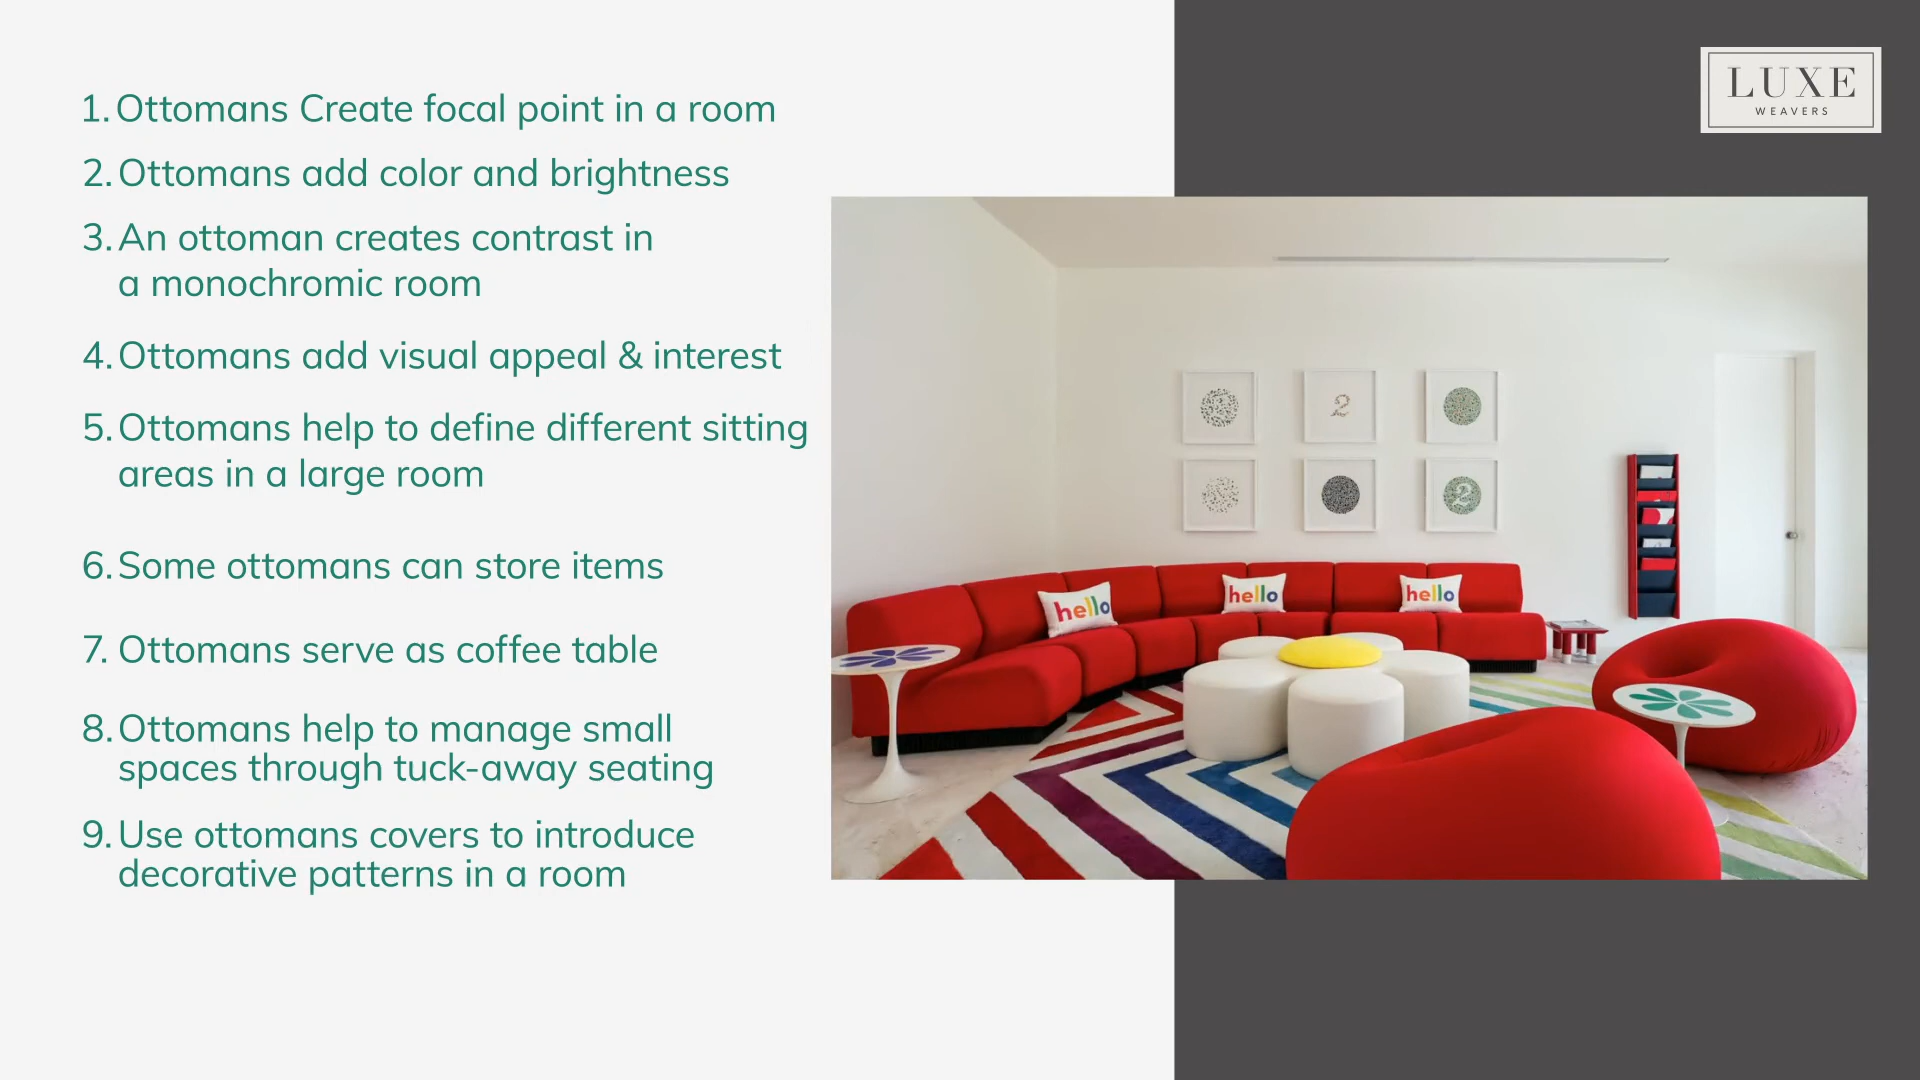 1. Ottomans Create focal point in a room
2. Ottomans add color and brightness
3. An ottoman creates contrast in
a monochromic room
4. Ottomans add visual appeal & interest
5. Ottomans help to define different sitting
areas in a large room
6. Some ottomans can store items
7. Ottomans serve as coffee table
8. Ottomans help to manage small
spaces through tuck-away seating
9. Use ottomans covers to introduce
decorative patterns in a room
LUXE
WEAVERS
2
2
hello
hello
hello